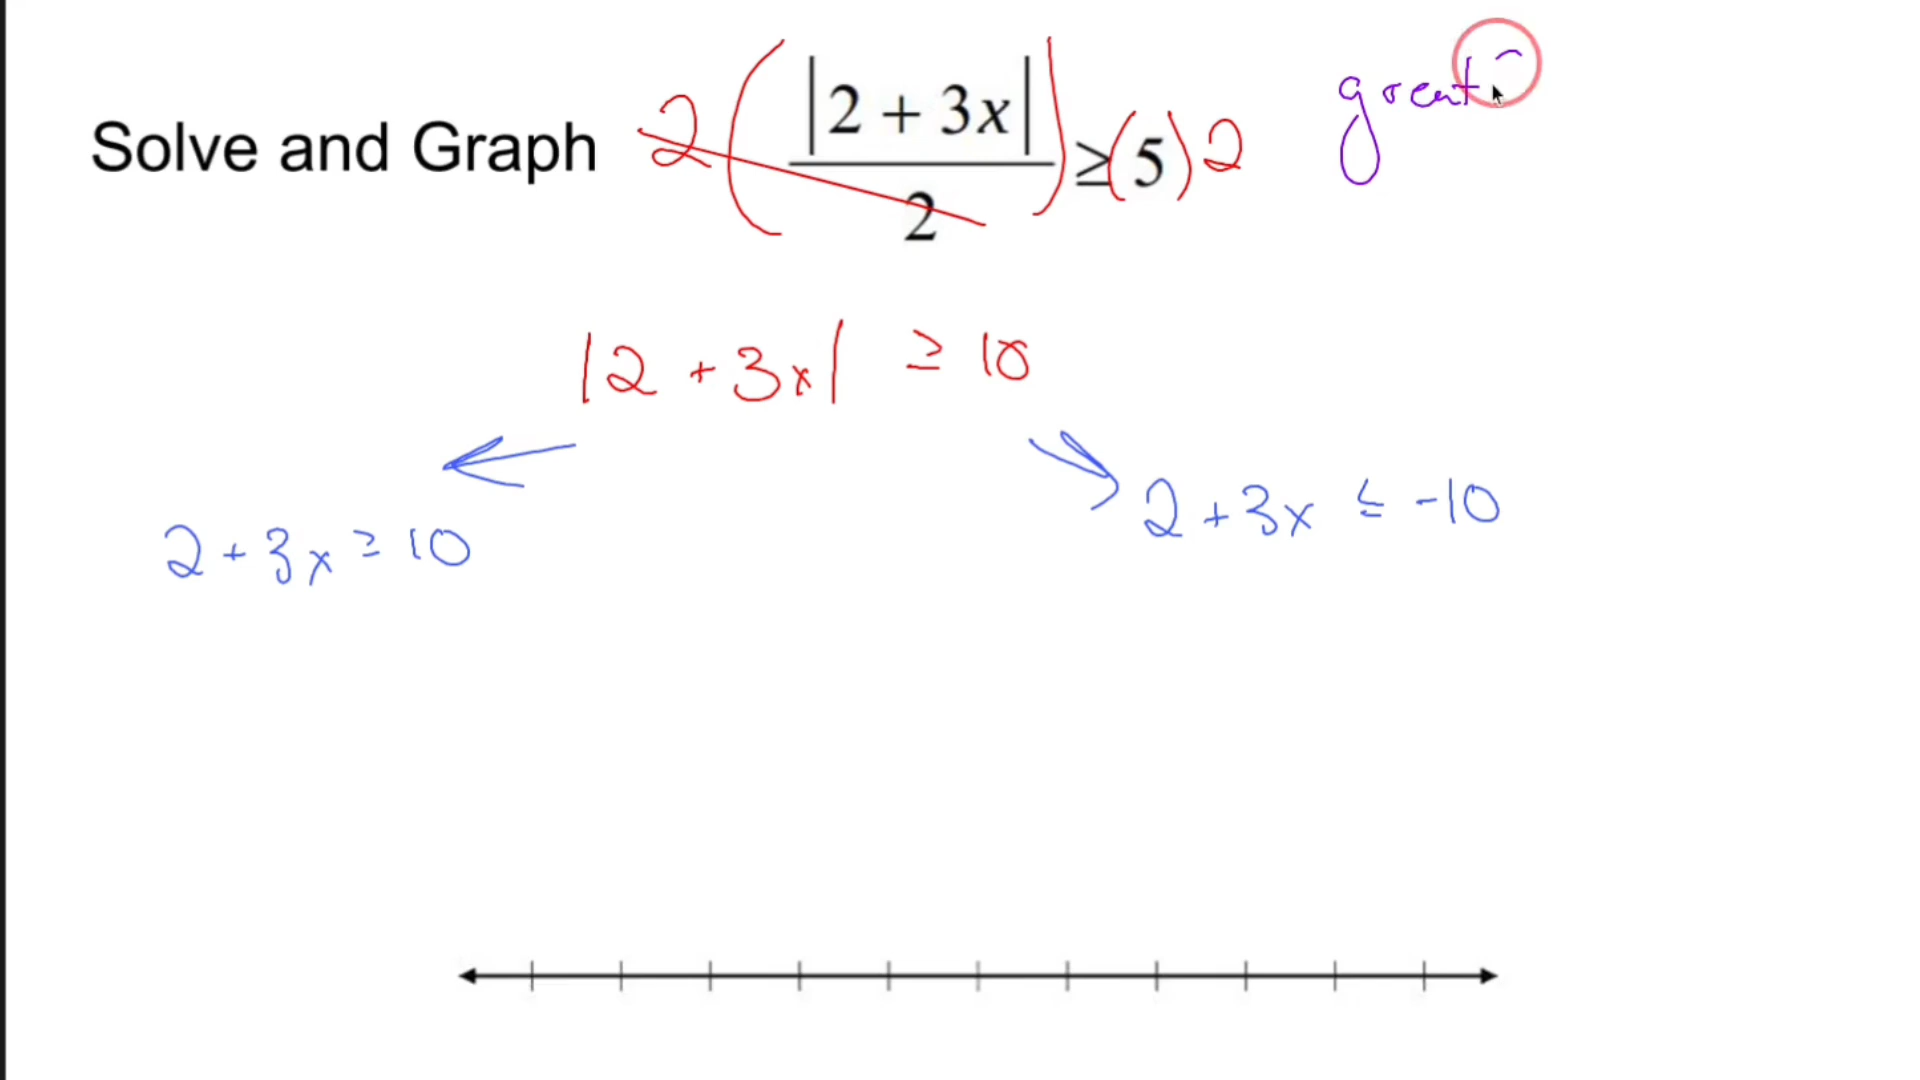 Solve and Graph 2(|2 + 3x|/2) ≥ (5)2 great
|2 + 3x| ≥ 10
2 + 3x ≥ 10
2 + 3x ≤ -10